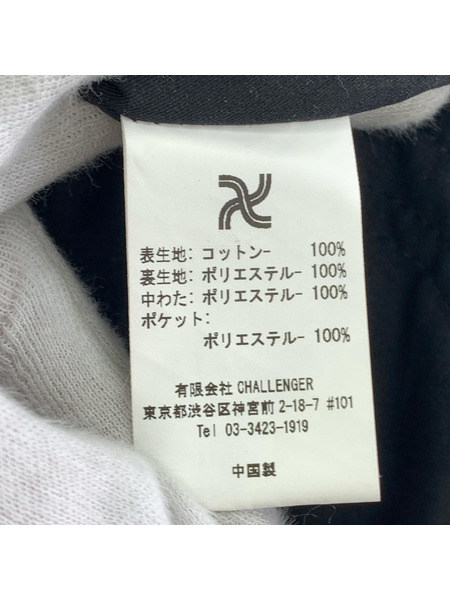 表生地: コットン- 100%
裏生地: ポリエステル- 100%
中わた: ポリエステル- 100%
ポケット:
ポリエステル- 100%
有限会社 CHALLENGER
東京都渋谷区神宮前 2-18-7 #101
Tel 03-3423-1919
中国製